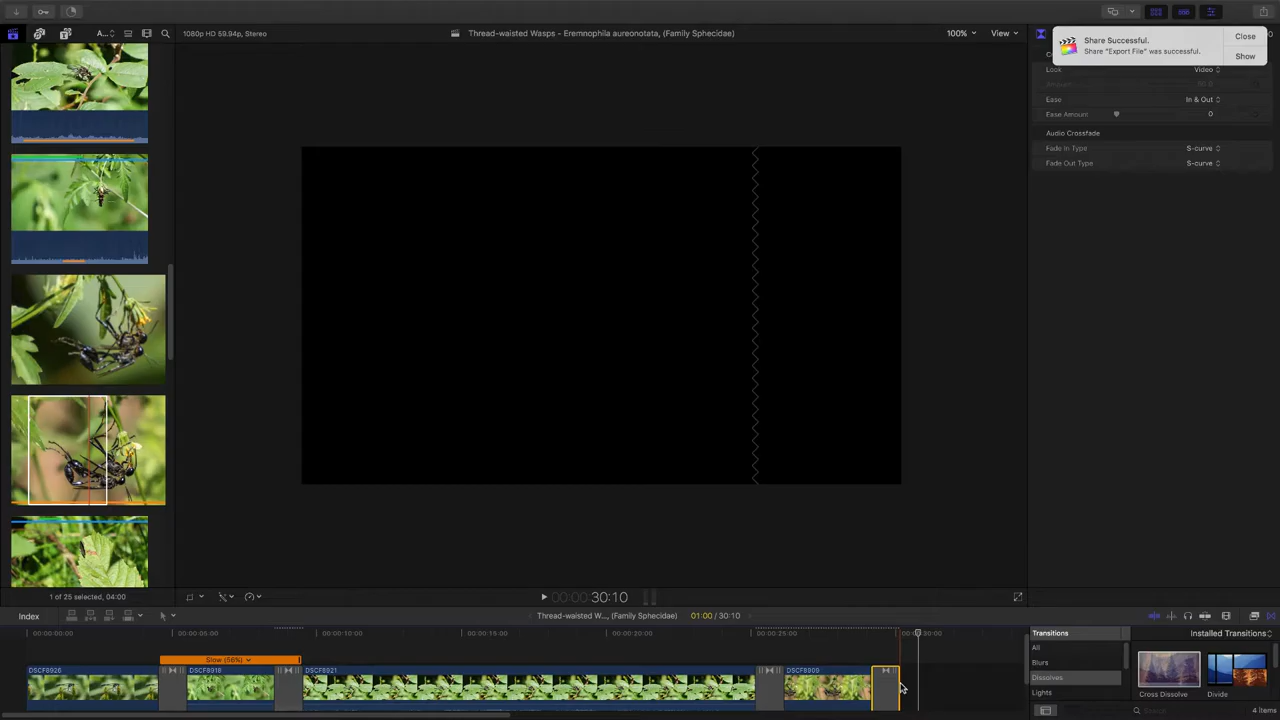 A...
1080p HD 59.94p, Stereo
Thread-waisted Wasps - Eremnophila aureonotata, (Family Sphecidae)
100%
View
Share Successful.
Share "Export File" was successful.
Close
Show
Look
Video
Ease
In & Out
Ease Amount
0
Audio Crossfade
Fade In Type
S-curve
Fade Out Type
S-curve
1 of 25 selected, 04:00
00:00:00:30:10
Index
Thread-waisted W..., (Family Sphecidae)
01:00 / 30:10
00:00:00:00
00:00:05:00
00:00:10:00
00:00:15:00
00:00:20:00
00:00:25:00
00:00:30:00
Slow (56%)
DSCF8926
DSCF8918
DSCF8921
DSCF8909
Transitions
Installed Transitions
All
Blurs
Dissolves
Lights
Cross Dissolve
Divide
Search
4 items